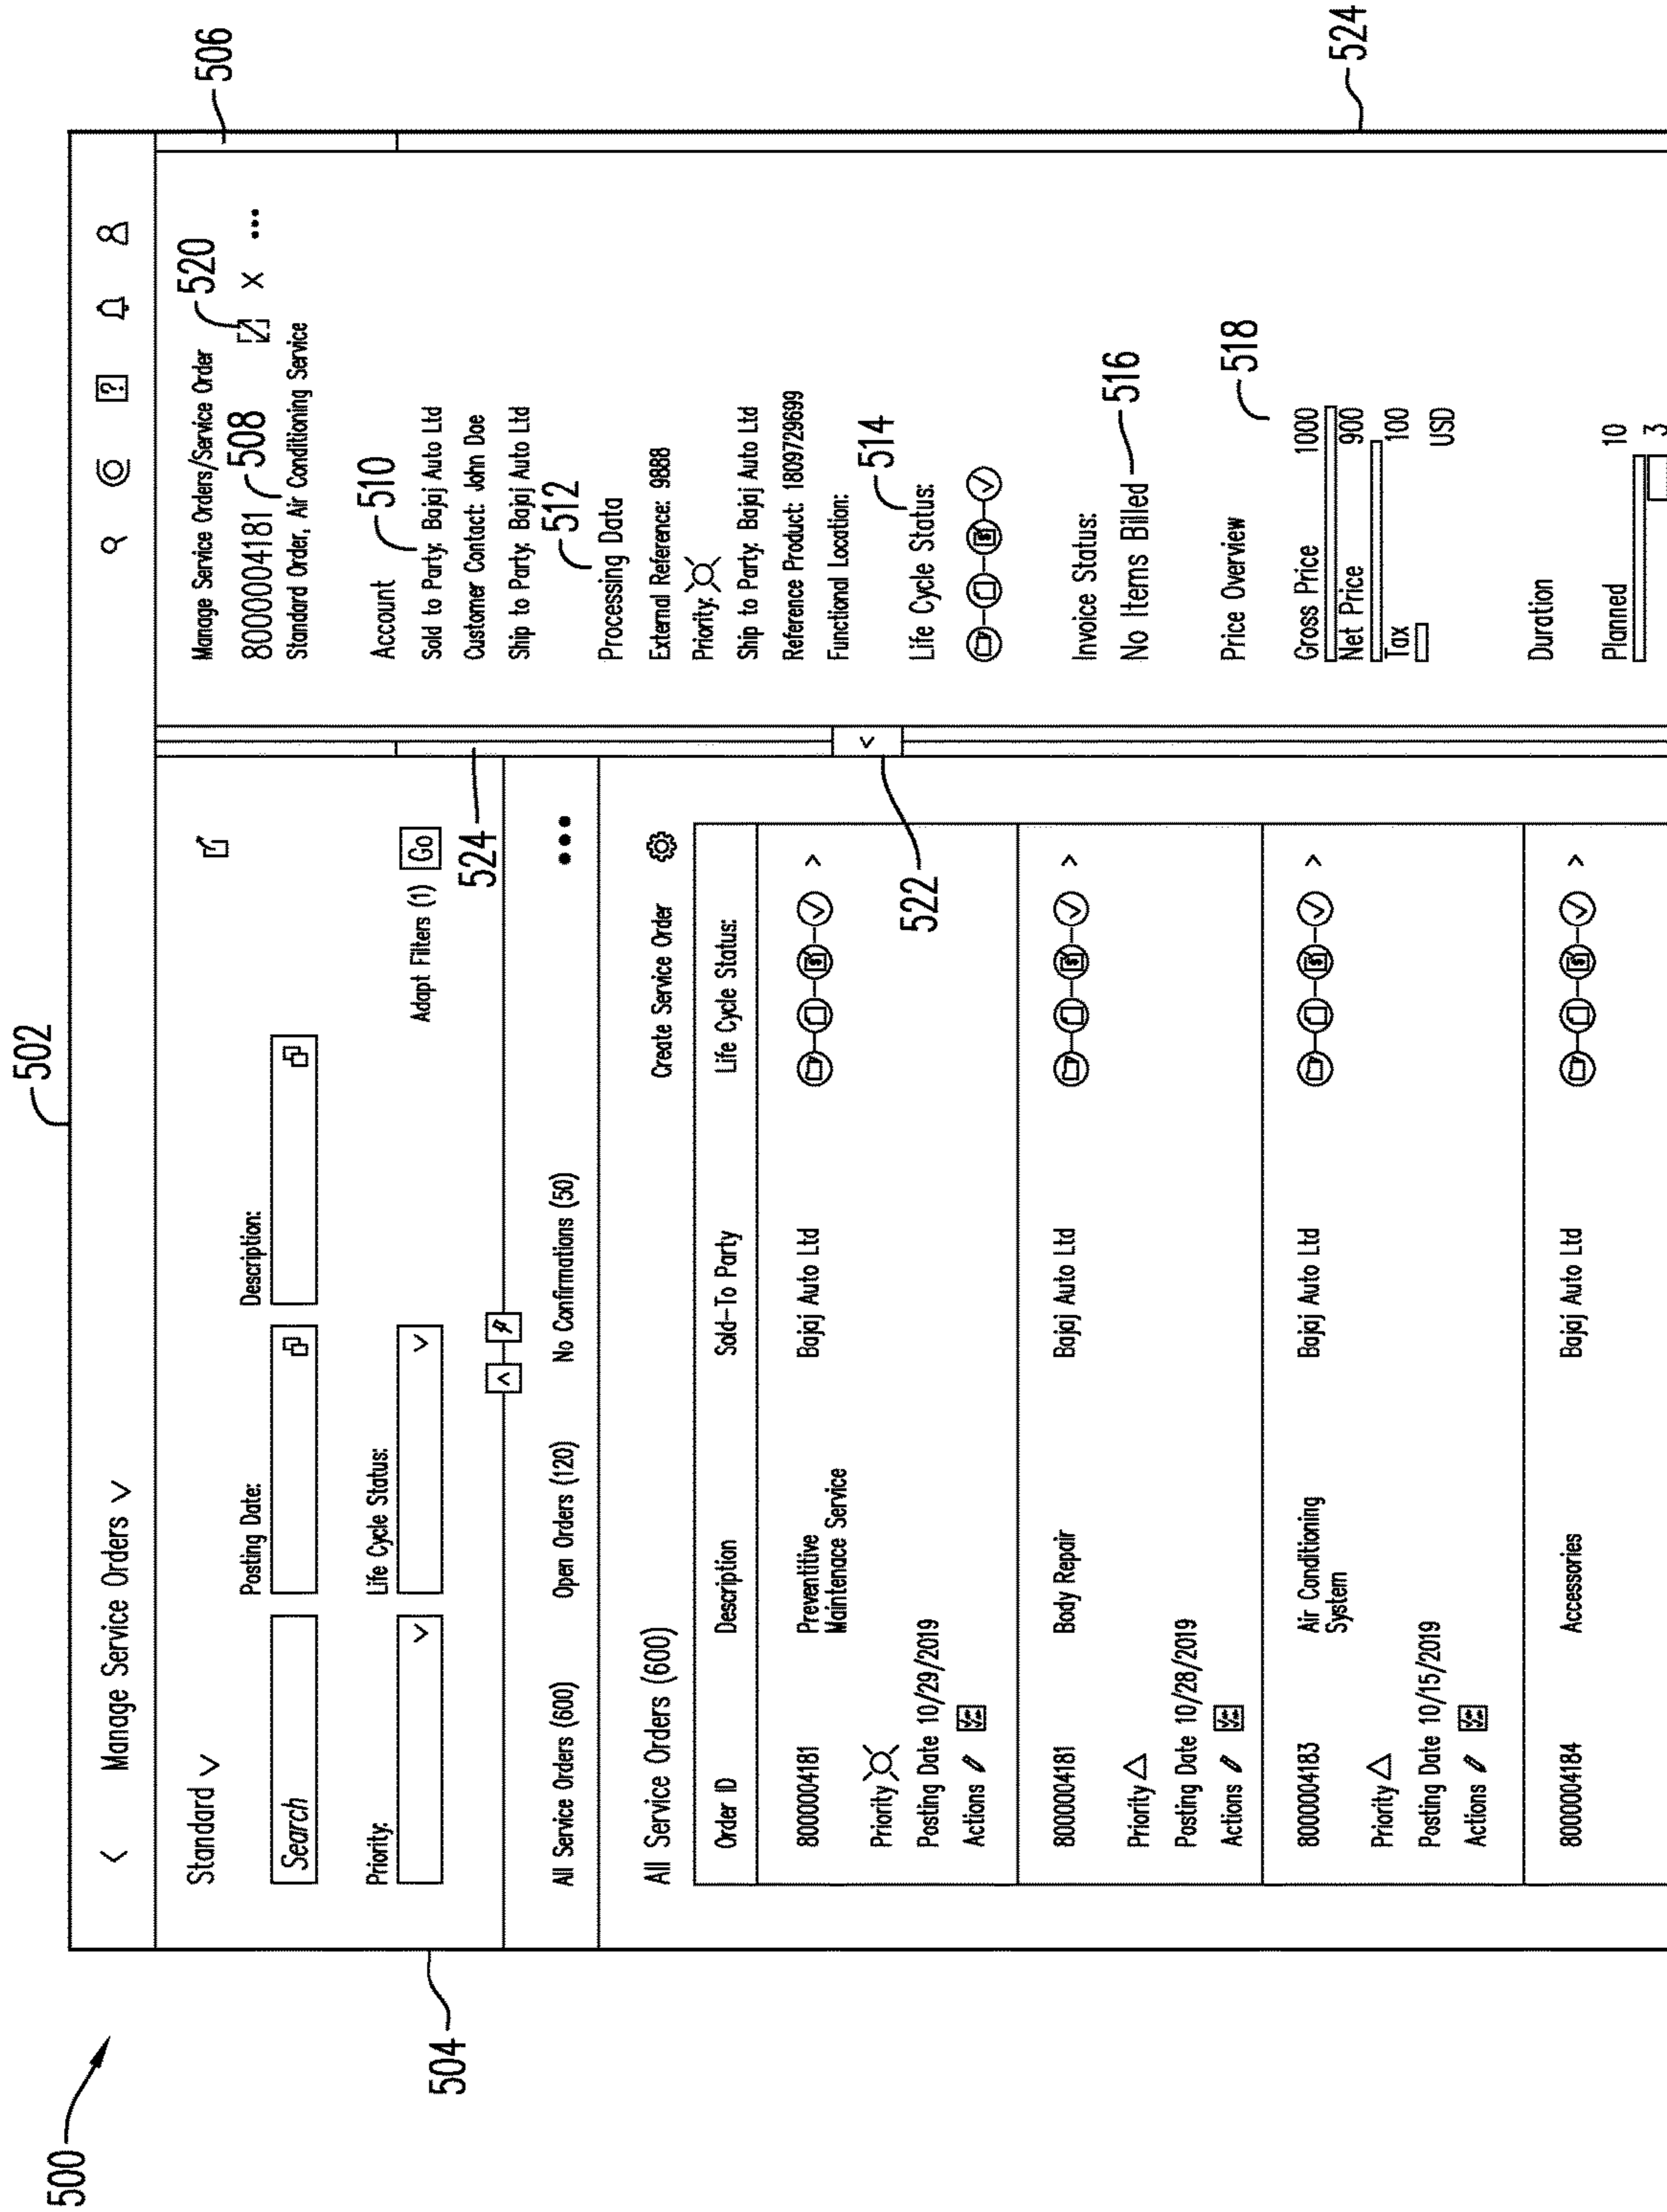 500
502
504
Manage Service Orders
Standard
Search
Posting Date:
Description:
Priority:
Life Cycle Status:
Adapt Filters (1)
Go
524
All Service Orders (600)
Open Orders (120)
No Confirmations (50)
All Service Orders (600)
Create Service Order
Order ID
Description
Sold-To Party
Life Cycle Status:
8000004181
Preventitive
Maintenace Service
Bajaj Auto Ltd
Priority
Posting Date 10/29/2019
Actions
522
8000004181
Body Repair
Bajaj Auto Ltd
Priority
Posting Date 10/28/2019
Actions
8000004183
Air Conditioning
System
Bajaj Auto Ltd
Priority
Posting Date 10/15/2019
Actions
8000004184
Accessories
Bajaj Auto Ltd
506
Manage Service Orders/Service Order
520
8000004181
508
Standard Order, Air Conditioning Service
Account
510
Sold to Party: Bajaj Auto Ltd
Customer Contact: John Doe
Ship to Party: Bajaj Auto Ltd
512
Processing Data
External Reference: 9888
Priority:
Ship to Party: Bajaj Auto Ltd
Reference Product: 1809729699
Functional Location:
514
Life Cycle Status:
Invoice Status:
No Items Billed
516
Price Overview
518
Gross Price 1000
Net Price 900
Tax 100
USD
524
Duration
Planned 10
3